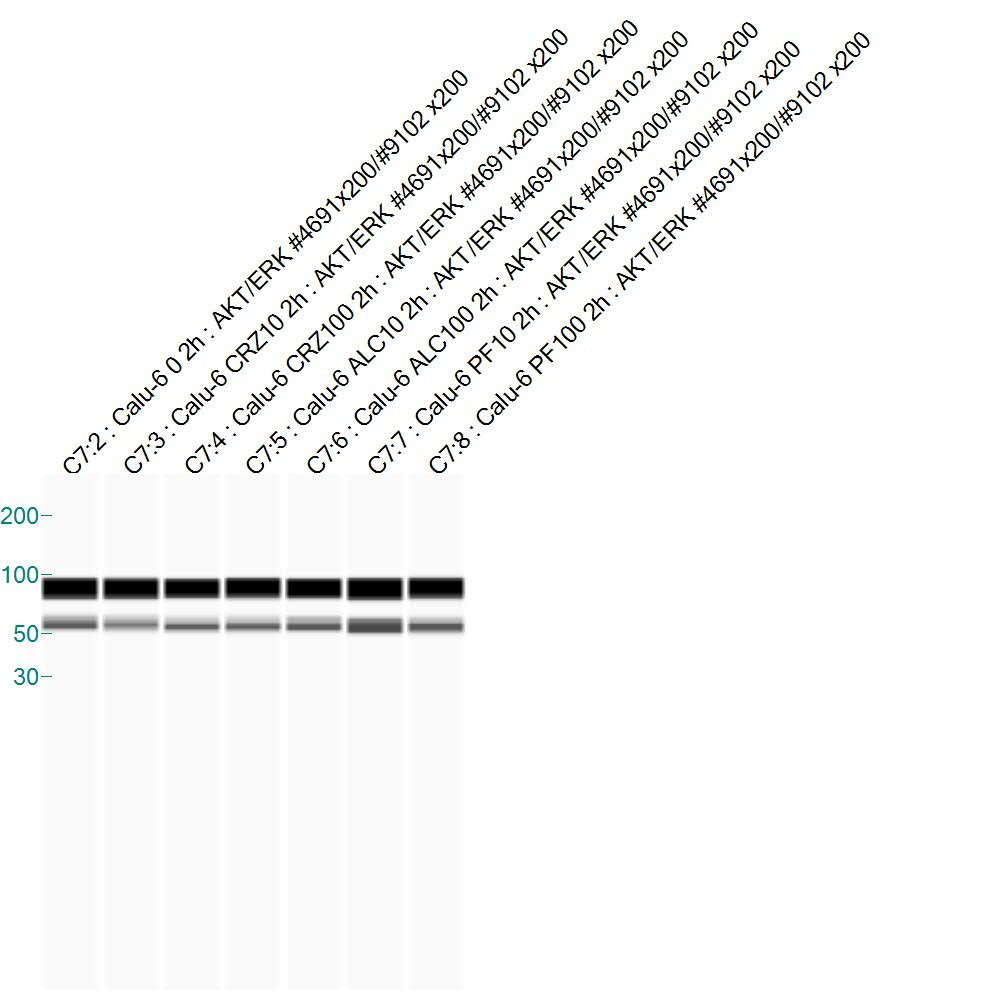 C7:2 : Calu-6 0 2h : AKT/ERK #4691x200/#9102 x200
C7:3 : Calu-6 CRZ10 2h : AKT/ERK #4691x200/#9102 x200
C7:4 : Calu-6 CRZ100 2h : AKT/ERK #4691x200/#9102 x200
C7:5 : Calu-6 ALC10 2h : AKT/ERK #4691x200/#9102 x200
C7:6 : Calu-6 ALC100 2h : AKT/ERK #4691x200/#9102 x200
C7:7 : Calu-6 PF10 2h : AKT/ERK #4691x200/#9102 x200
C7:8 : Calu-6 PF100 2h : AKT/ERK #4691x200/#9102 x200
200
100
50
30